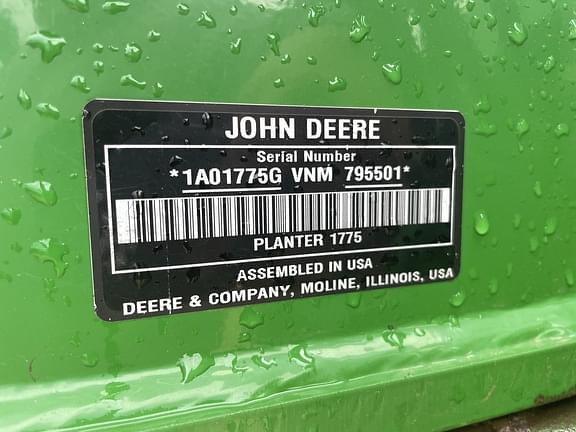 JOHN DEERE
Serial Number
*1A01775G VNM 795501*
PLANTER 1775
ASSEMBLED IN USA
DEERE & COMPANY, MOLINE, ILLINOIS, USA